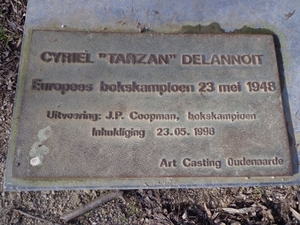 CYRIEL "TARZAN" DELANNOIT
Europees bokskampioen 23 mei 1948
Uitvoering: J.P. Coopman, bokskampioen
Inhuldiging 23.05.1998
Art Casting Oudenaarde